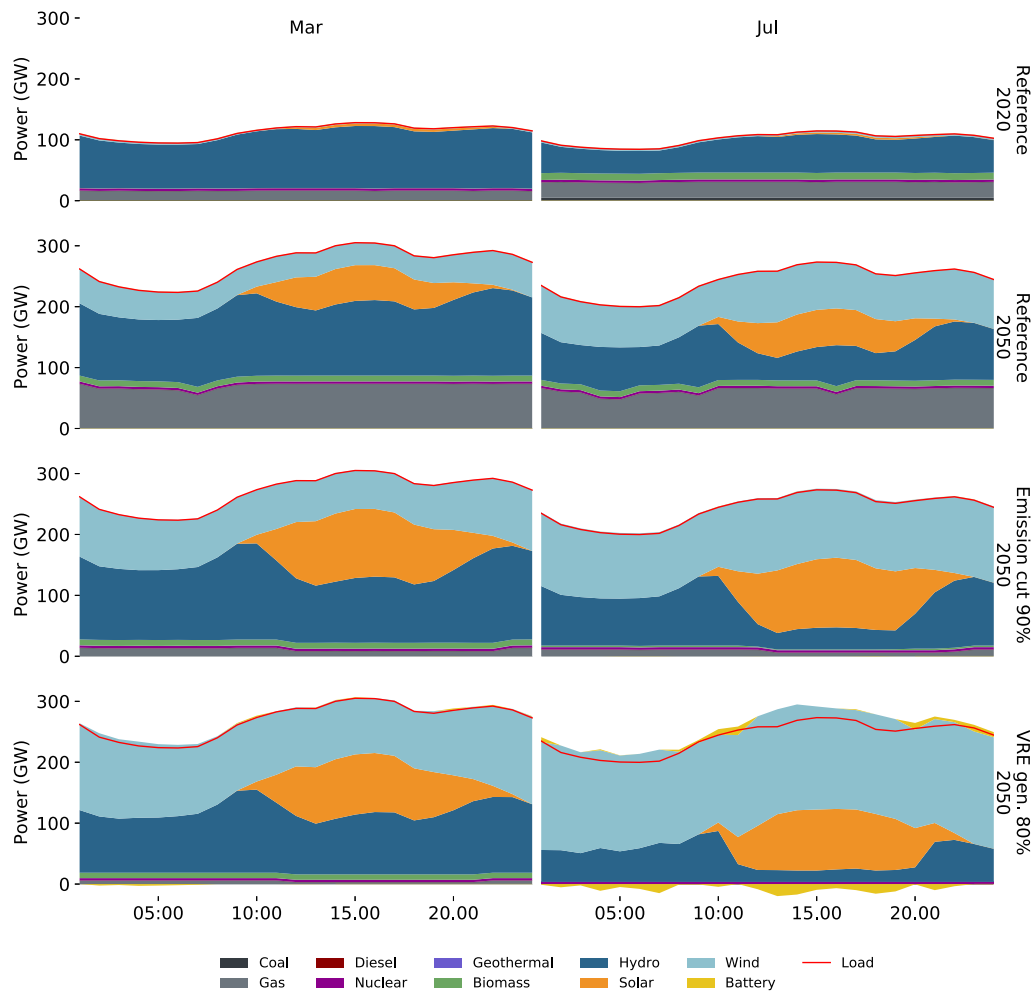 Mar Jul
300
200
100
0
Power (GW)
Reference
2020
300
200
100
0
Power (GW)
Reference
2050
300
200
100
0
Power (GW)
Emission cut 90%
2050
300
200
100
0
Power (GW)
VRE gen. 80%
2050
05:00 10:00 15.00 20.00 05:00 10:00 15.00 20.00
Coal Diesel Geothermal Hydro Wind Load
Gas Nuclear Biomass Solar Battery